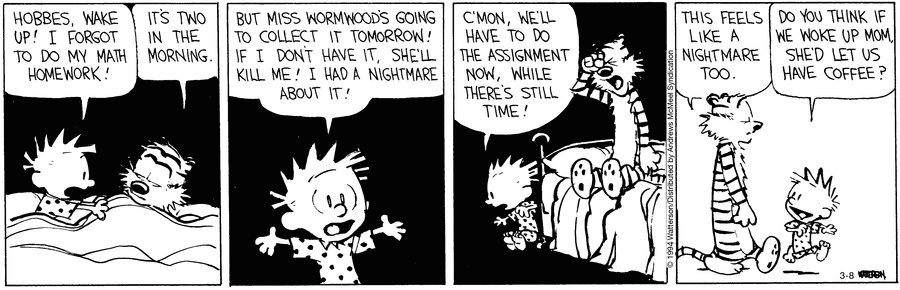 HOBBES, WAKE
UP! I FORGOT
TO DO MY MATH
HOMEWORK!
IT'S TWO
IN THE
MORNING.
BUT MISS WORMWOOD'S GOING
TO COLLECT IT TOMORROW!
IF I DON'T HAVE IT, SHE'LL
KILL ME! I HAD A NIGHTMARE
ABOUT IT!
C'MON, WE'LL
HAVE TO DO
THE ASSIGNMENT
NOW, WHILE
THERE'S STILL
TIME!
© 1994 Watterson/Distributed by Andrews McMeel Syndication
THIS FEELS
LIKE A
NIGHTMARE
TOO.
DO YOU THINK IF
WE WOKE UP MOM,
SHE'D LET US
HAVE COFFEE?
3-8 WATTERSON